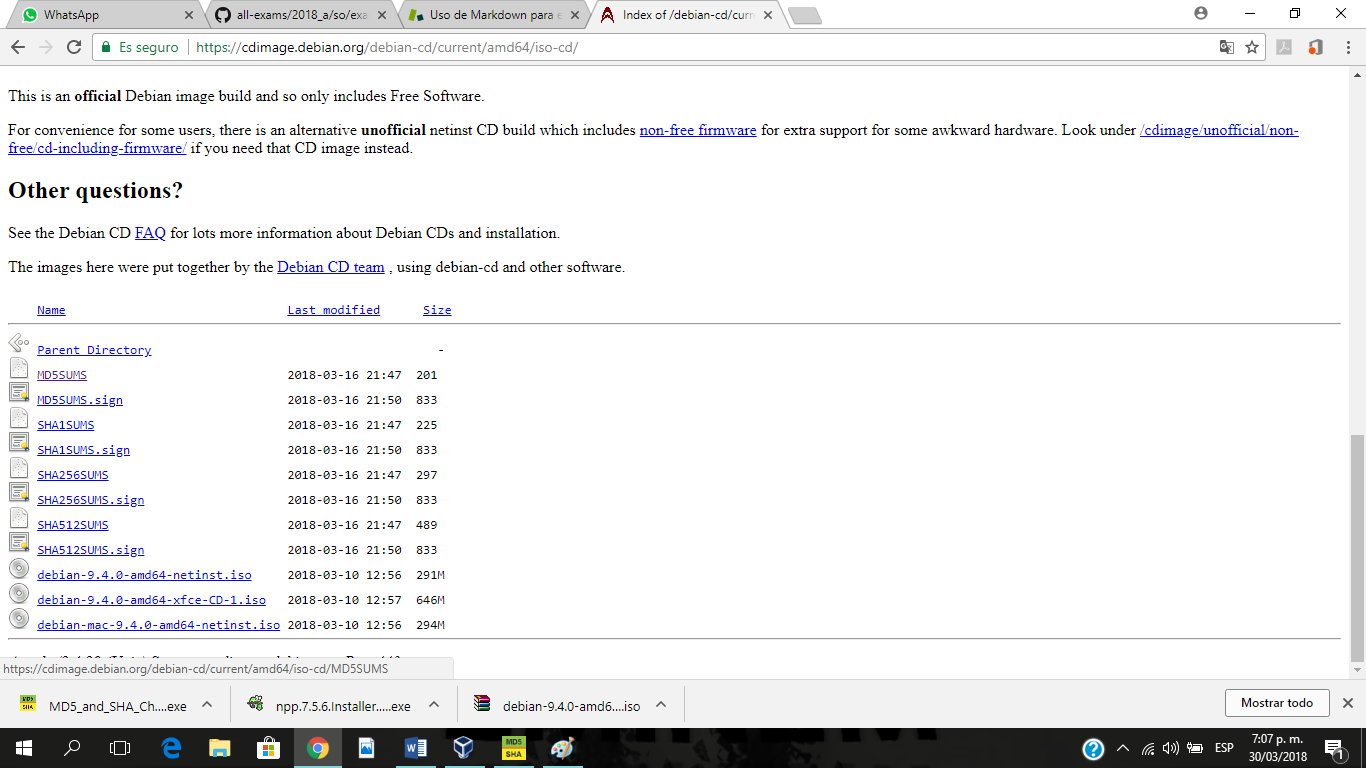 WhatsApp
all-exams/2018_a/so/exa
Uso de Markdown para e
Index of /debian-cd/curr
Es seguro
https://cdimage.debian.org/debian-cd/current/amd64/iso-cd/
This is an official Debian image build and so only includes Free Software.
For convenience for some users, there is an alternative unofficial netinst CD build which includes non-free firmware for extra support for some awkward hardware. Look under /cdimage/unofficial/non-
free/cd-including-firmware/ if you need that CD image instead.
Other questions?
See the Debian CD FAQ for lots more information about Debian CDs and installation.
The images here were put together by the Debian CD team , using debian-cd and other software.
Name Last modified Size
Parent Directory -
MD5SUMS 2018-03-16 21:47 201
MD5SUMS.sign 2018-03-16 21:50 833
SHA1SUMS 2018-03-16 21:47 225
SHA1SUMS.sign 2018-03-16 21:50 833
SHA256SUMS 2018-03-16 21:47 297
SHA256SUMS.sign 2018-03-16 21:50 833
SHA512SUMS 2018-03-16 21:47 489
SHA512SUMS.sign 2018-03-16 21:50 833
debian-9.4.0-amd64-netinst.iso 2018-03-10 12:56 291M
debian-9.4.0-amd64-xfce-CD-1.iso 2018-03-10 12:57 646M
debian-mac-9.4.0-amd64-netinst.iso 2018-03-10 12:56 294M
https://cdimage.debian.org/debian-cd/current/amd64/iso-cd/MD5SUMS
MD5 SHA
MD5_and_SHA_Ch....exe
npp.7.5.6.Installer.....exe
debian-9.4.0-amd6....iso
Mostrar todo
MD5 SHA
ESP
7:07 p. m.
30/03/2018
1